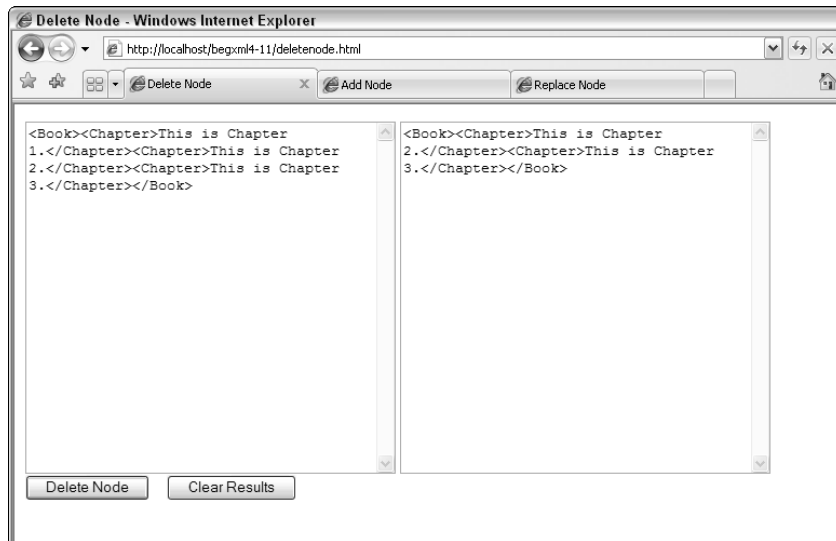 Delete Node - Windows Internet Explorer
http://localhost/begxml4-11/deletenode.html
Delete Node
Add Node
Replace Node
<Book><Chapter>This is Chapter
1.</Chapter><Chapter>This is Chapter
2.</Chapter><Chapter>This is Chapter
3.</Chapter></Book>
<Book><Chapter>This is Chapter
2.</Chapter><Chapter>This is Chapter
3.</Chapter></Book>
Delete Node
Clear Results